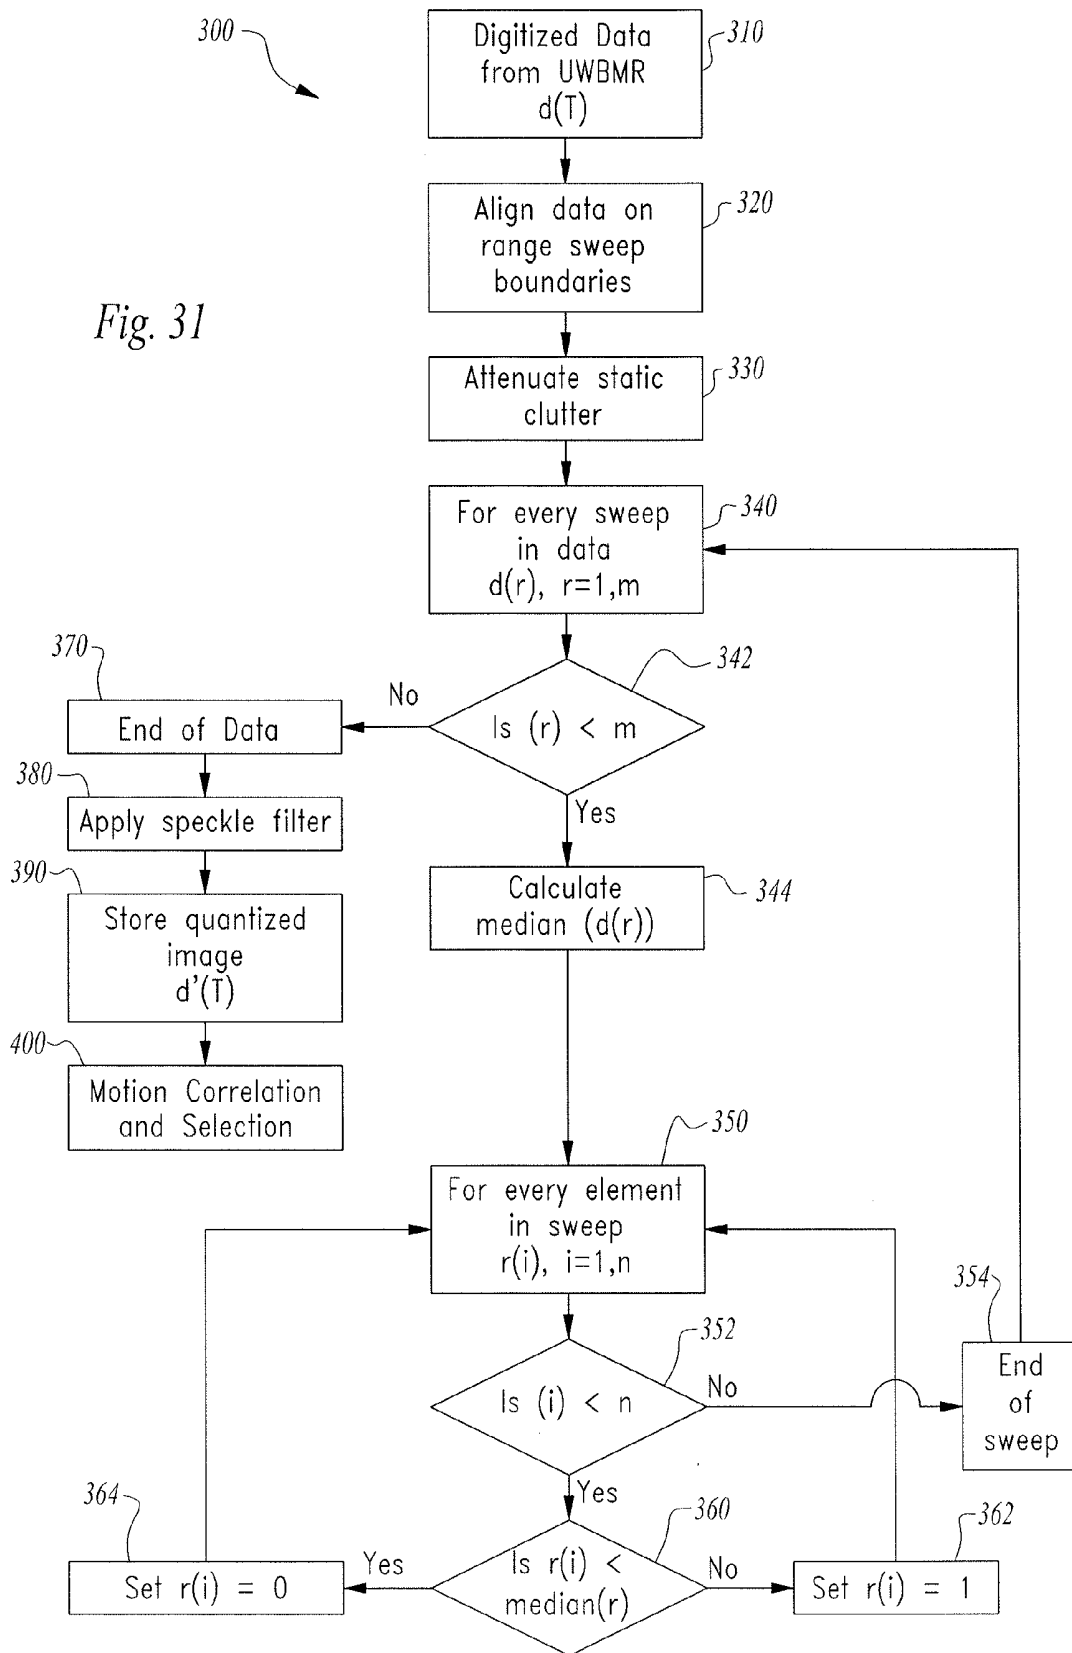 300
Digitized Data
from UWBMR
d(T)
310
Align data on
range sweep
boundaries
320
Fig. 31
Attenuate static
clutter
330
For every sweep
in data
d(r), r=1,m
340
Is (r) < m
342
No
Yes
370
End of Data
380
Apply speckle filter
390
Store quantized
image
d'(T)
400
Motion Correlation
and Selection
Calculate
median (d(r))
344
350
For every element
in sweep
r(i), i=1,n
352
Is (i) < n
No
Yes
354
End
of
sweep
360
Is r(i) <
median(r)
Yes
No
364
Set r(i) = 0
362
Set r(i) = 1